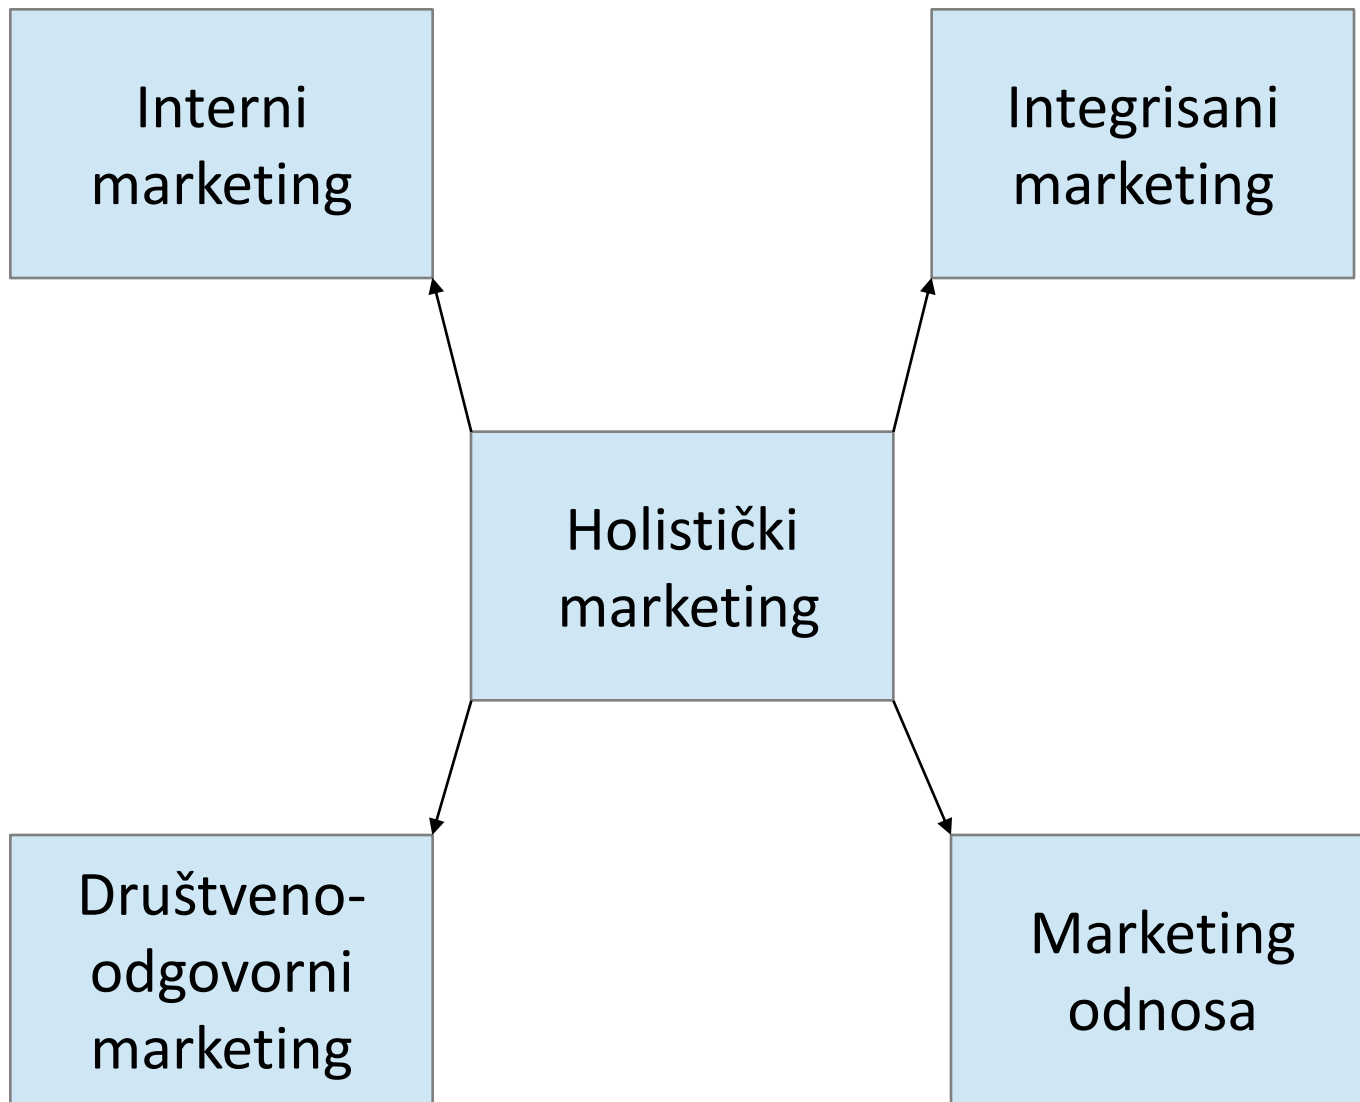 Interni
marketing
Integrisani
marketing
Holistički
marketing
Društveno-
odgovorni
marketing
Marketing
odnosa